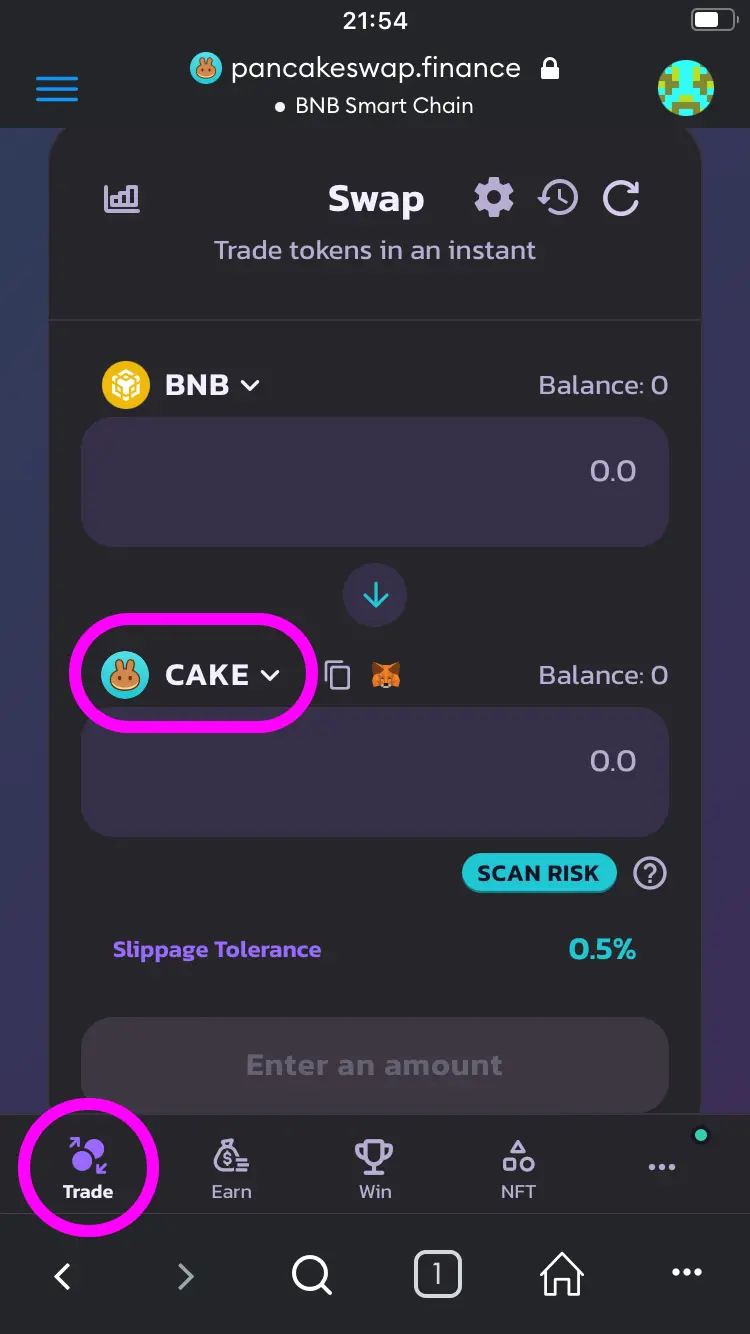 21:54
pancakeswap.finance
BNB Smart Chain
Swap
Trade tokens in an instant
BNB Balance: 0
0.0
CAKE Balance: 0
0.0
SCAN RISK ?
Slippage Tolerance 0.5%
Enter an amount
Trade Earn Win NFT
1